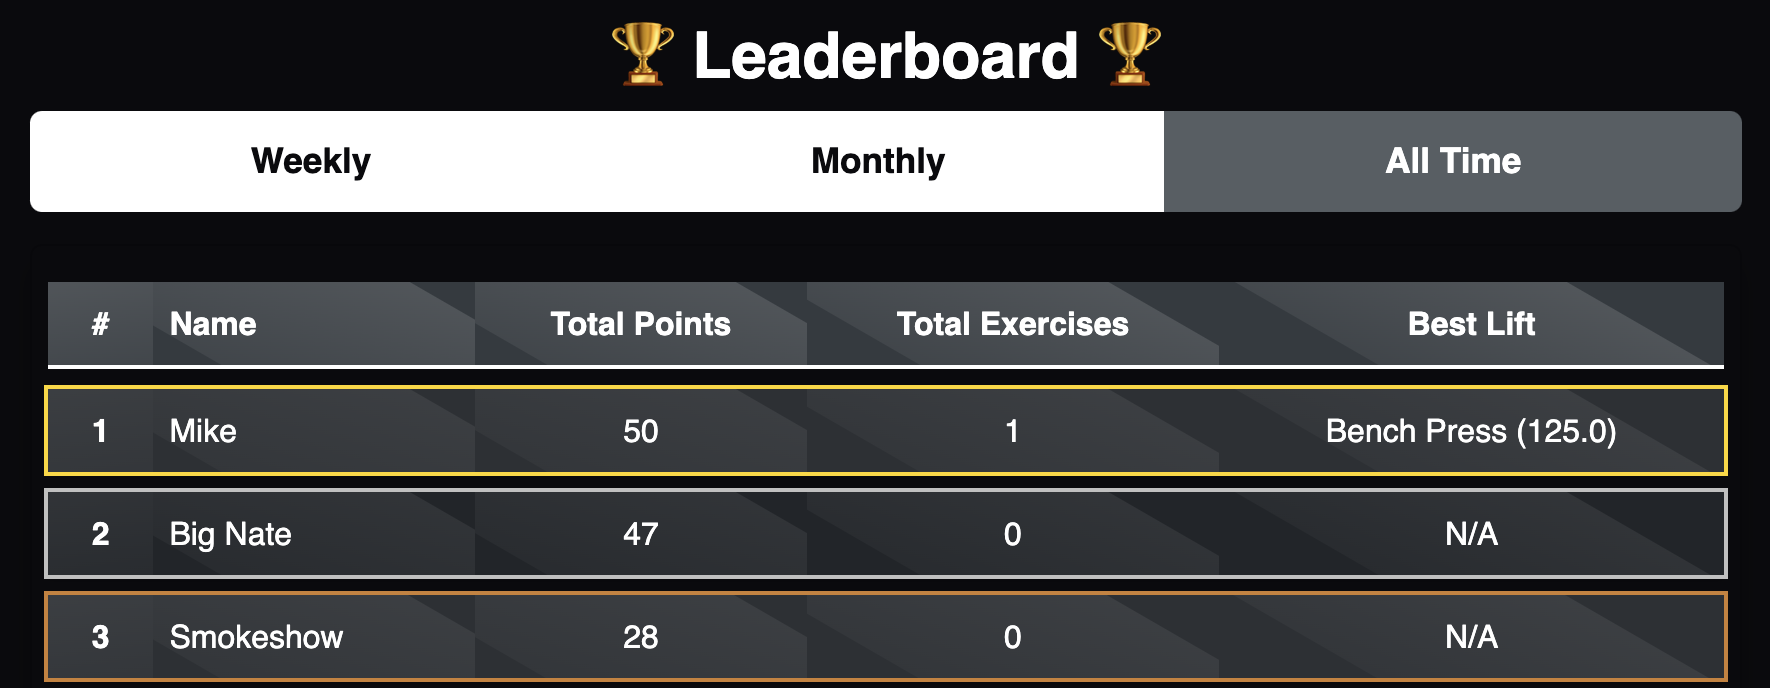 🏆 Leaderboard 🏆
Weekly Monthly All Time
# Name Total Points Total Exercises Best Lift
1 Mike 50 1 Bench Press (125.0)
2 Big Nate 47 0 N/A
3 Smokeshow 28 0 N/A